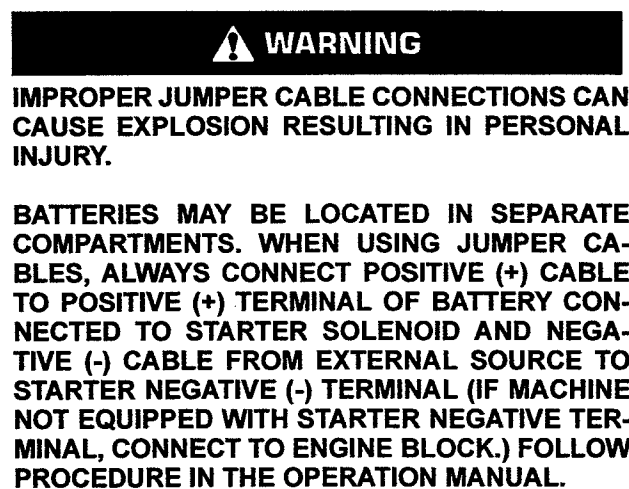 WARNING
IMPROPER JUMPER CABLE CONNECTIONS CAN
CAUSE EXPLOSION RESULTING IN PERSONAL
INJURY.
BATTERIES MAY BE LOCATED IN SEPARATE
COMPARTMENTS. WHEN USING JUMPER CA-
BLES, ALWAYS CONNECT POSITIVE (+) CABLE
TO POSITIVE (+) TERMINAL OF BATTERY CON-
NECTED TO STARTER SOLENOID AND NEGA-
TIVE (-) CABLE FROM EXTERNAL SOURCE TO
STARTER NEGATIVE (-) TERMINAL (IF MACHINE
NOT EQUIPPED WITH STARTER NEGATIVE TER-
MINAL, CONNECT TO ENGINE BLOCK.) FOLLOW
PROCEDURE IN THE OPERATION MANUAL.